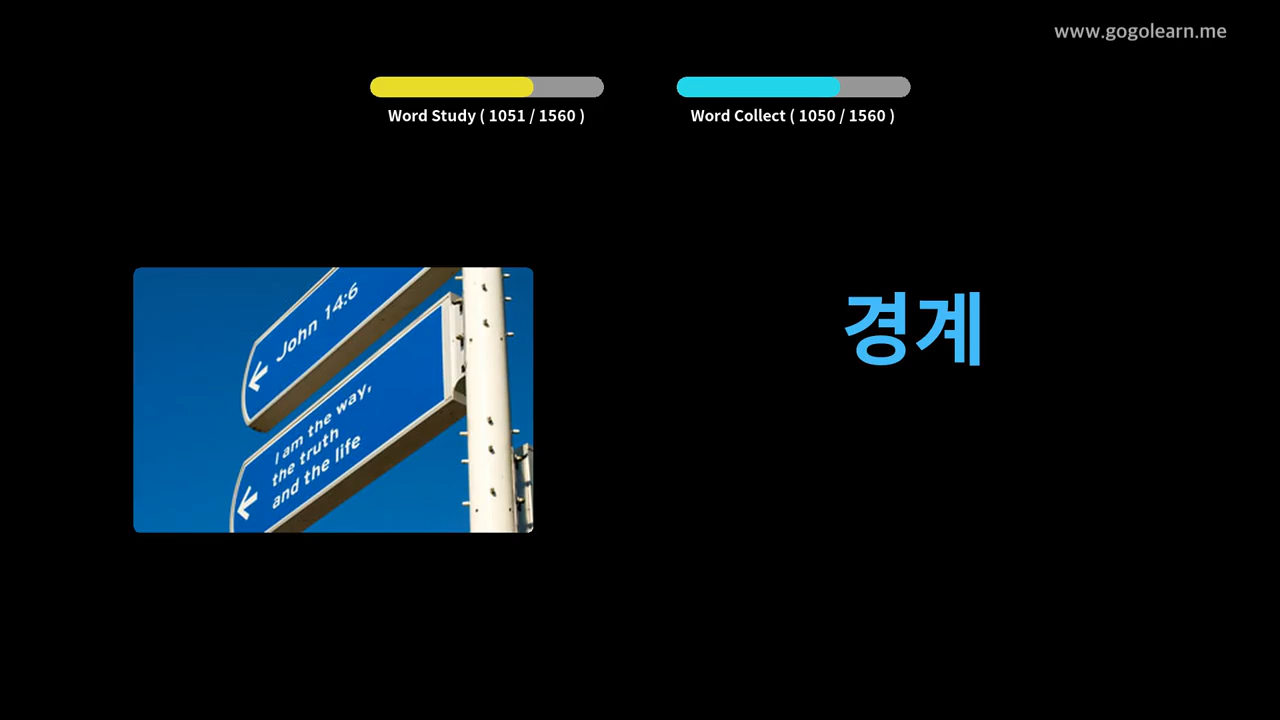 www.gogolearn.me
Word Study ( 1051 / 1560 )
Word Collect ( 1050 / 1560 )
John 14:6
I am the way,
the truth
and the life
경계